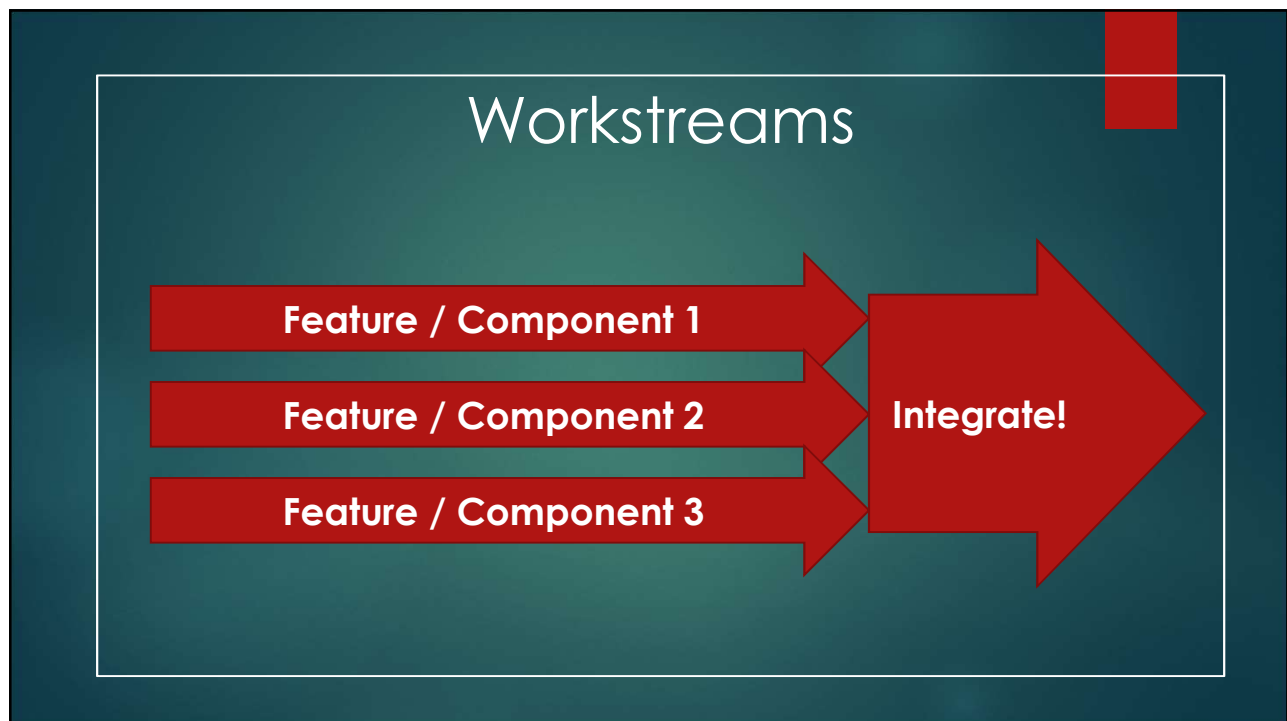 Workstreams
Feature / Component 1
Feature / Component 2
Integrate!
Feature / Component 3